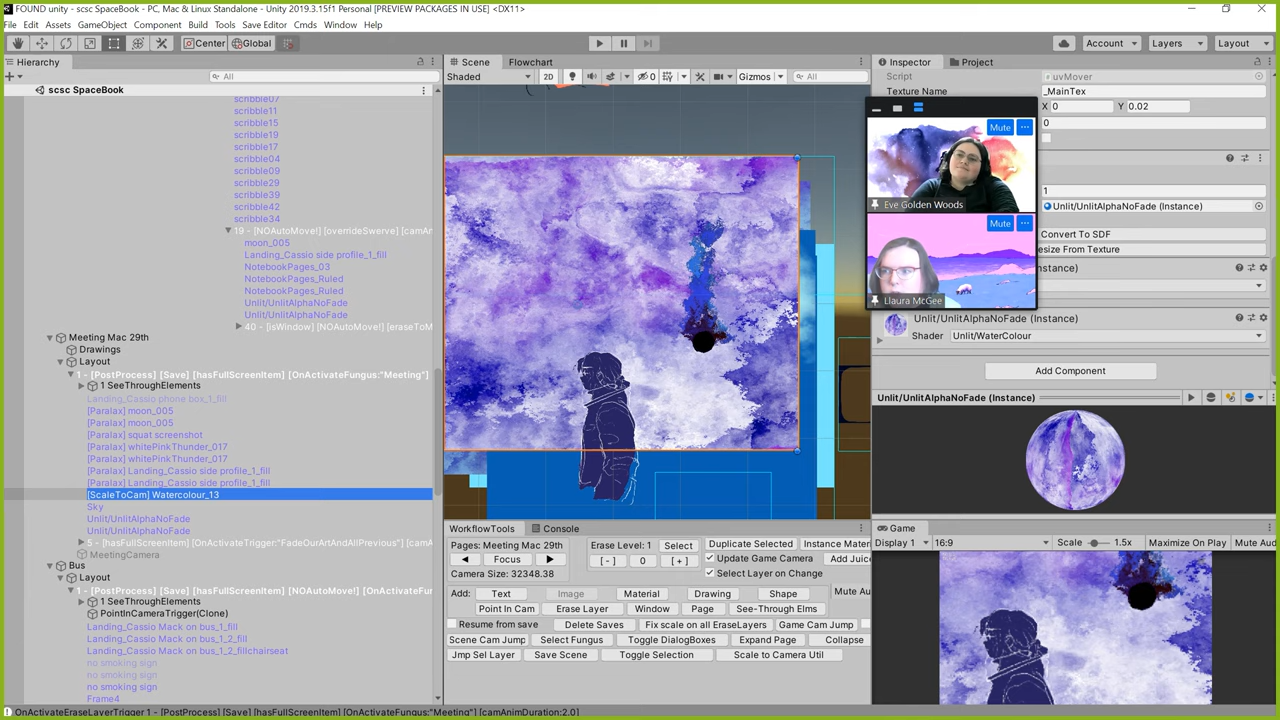 FOUND unity - scsc SpaceBook - PC, Mac & Linux Standalone - Unity 2019.3.15f1 Personal [PREVIEW PACKAGES IN USE] <DX11>
File Edit Assets GameObject Component Build Tools Save Editor Cmds Window Help
Center Global Account Layers Layout
Hierarchy
All
scsc SpaceBook
scribble07
scribble11
scribble15
scribble19
scribble17
scribble04
scribble09
scribble29
scribble39
scribble42
scribble34
19 - [NOAutoMove!] [overrideSwerve] [camAn
moon_005
Landing_Cassio side profile_1_fill
NotebookPages_03
NotebookPages_Ruled
NotebookPages_Ruled
Unlit/UnlitAlphaNoFade
Unlit/UnlitAlphaNoFade
40 - [isWindow] [NOAutoMove!] [eraseToM
Meeting Mac 29th
Drawings
Layout
1 - [PostProcess] [Save] [hasFullScreenItem] [OnActivateFungus:"Meeting"]
1 SeeThroughElements
Landing_Cassio phone box_1_fill
[Paralax] moon_005
[Paralax] moon_005
[Paralax] squat screenshot
[Paralax] whitePinkThunder_017
[Paralax] whitePinkThunder_017
[Paralax] Landing_Cassio side profile_1_fill
[Paralax] Landing_Cassio side profile_1_fill
[ScaleToCam] Watercolour_13
Sky
Unlit/UnlitAlphaNoFade
Unlit/UnlitAlphaNoFade
5 - [hasFullScreenItem] [OnActivateTrigger:"FadeOurArtAndAllPrevious"] [camA
MeetingCamera
Bus
Layout
1 - [PostProcess] [Save] [hasFullScreenItem] [NOAutoMove!] [OnActivateFun
1 SeeThroughElements
PointInCameraTrigger(Clone)
Landing_Cassio Mack on bus_1_fill
Landing_Cassio Mack on bus_1_2_fill
Landing_Cassio Mack on bus_1_2_fillchairseat
no smoking sign
no smoking sign
no smoking sign
Frame4
OnActivateEraseLayerTrigger 1 - [PostProcess] [Save] [hasFullScreenItem] [OnActivateFungus:"Meeting"] [camAnimDuration:2.0]
Scene Flowchart
Shaded 2D 0 Gizmos All
WorkflowTools Console
Pages: Meeting Mac 29th Erase Level: 1 Select Duplicate Selected Instance Mater
◄ Focus ► [ - ] 0 [ + ] Update Game Camera Add Juice
Camera Size: 32348.38 Select Layer on Change
Add: Text Image Material Drawing Shape Mute Au
Point In Cam Erase Layer Window Page See-Through Elms
Resume from save Delete Saves Fix scale on all EraseLayers Game Cam Jump
Scene Cam Jump Select Fungus Toggle DialogBoxes Expand Page Collapse
Jmp Sel Layer Save Scene Toggle Selection Scale to Camera Util
Inspector Project
Script uvMover
Texture Name _MainTex
X 0 Y 0.02
0
1
Unlit/UnlitAlphaNoFade (Instance)
Convert To SDF
esize From Texture
nstance)
Unlit/UnlitAlphaNoFade (Instance)
Shader Unlit/WaterColour
Add Component
Unlit/UnlitAlphaNoFade (Instance)
Mute
Eve Golden Woods
Mute
Llaura McGee
Game
Display 1 16:9 Scale 1.5x Maximize On Play Mute Aud